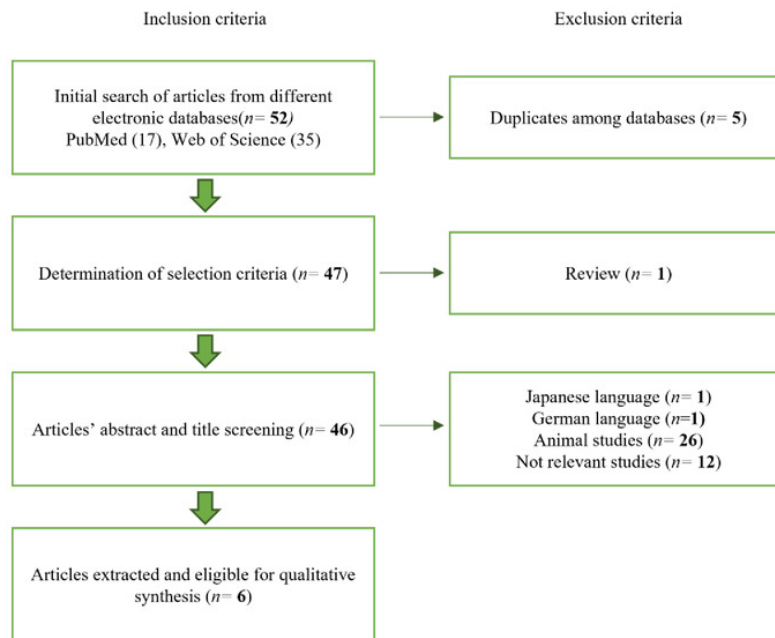 Inclusion criteria
Exclusion criteria
Initial search of articles from different
electronic databases(n= 52)
PubMed (17), Web of Science (35)
Duplicates among databases (n= 5)
Determination of selection criteria (n= 47)
Review (n= 1)
Articles’ abstract and title screening (n= 46)
Japanese language (n= 1)
German language (n=1)
Animal studies (n= 26)
Not relevant studies (n= 12)
Articles extracted and eligible for qualitative
synthesis (n= 6)